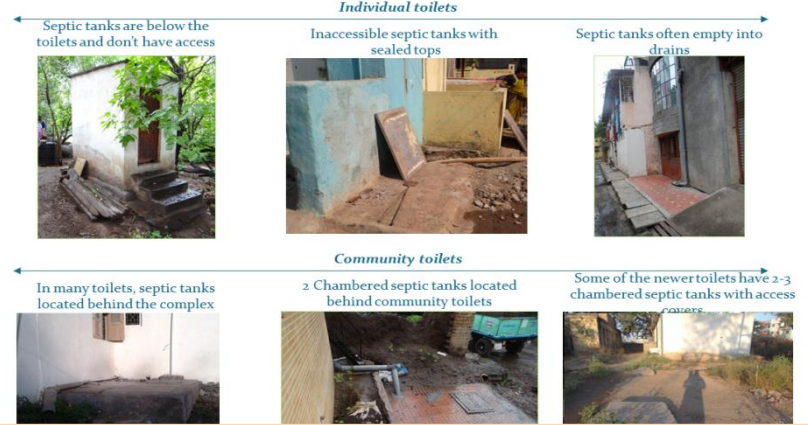 Individual toilets
Septic tanks are below the
toilets and don't have access
Inaccessible septic tanks with
sealed tops
Septic tanks often empty into
drains
Community toilets
In many toilets, septic tanks
located behind the complex
2 Chambered septic tanks located
behind community toilets
Some of the newer toilets have 2-3
chambered septic tanks with access
covers